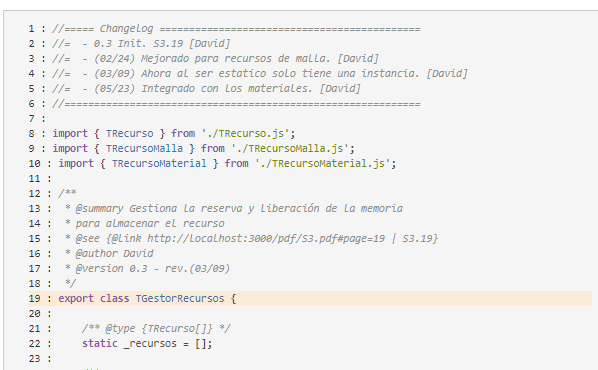 1 : //===== Changelog ============================================
2 : //=  - 0.3 Init. S3.19 [David]
3 : //=  - (02/24) Mejorado para recursos de malla. [David]
4 : //=  - (03/09) Ahora al ser estatico solo tiene una instancia. [David]
5 : //=  - (05/23) Integrado con los materiales. [David]
6 : //============================================================
7 :
8 : import { TRecurso } from './TRecurso.js';
9 : import { TRecursoMalla } from './TRecursoMalla.js';
10 : import { TRecursoMaterial } from './TRecursoMaterial.js';
11 :
12 : /**
13 :  * @summary Gestiona la reserva y liberación de la memoria
14 :  * para almacenar el recurso
15 :  * @see {@link http://localhost:3000/pdf/S3.pdf#page=19 | S3.19}
16 :  * @author David
17 :  * @version 0.3 - rev.(03/09)
18 :  */
19 : export class TGestorRecursos {
20 :
21 :     /** @type {TRecurso[]} */
22 :     static _recursos = [];
23 :